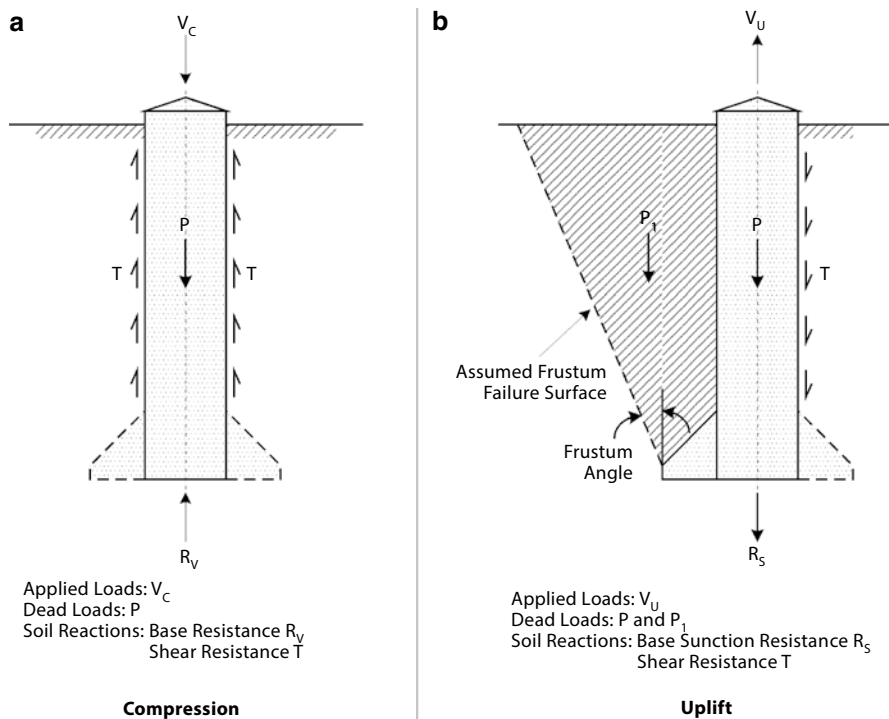 a
V_C
P
T
T
R_V
Applied Loads: V_C
Dead Loads: P
Soil Reactions: Base Resistance R_V
Shear Resistance T
Compression
b
V_U
P_1
P
T
Assumed Frustum
Failure Surface
Frustum
Angle
R_S
Applied Loads: V_U
Dead Loads: P and P_1
Soil Reactions: Base Sunction Resistance R_S
Shear Resistance T
Uplift